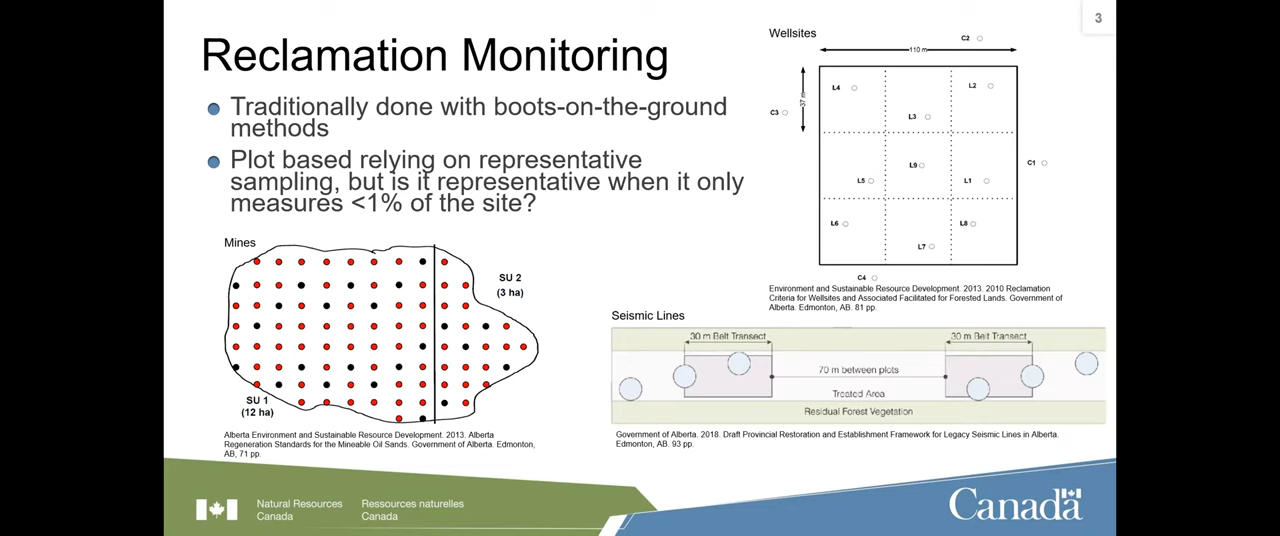 3
Reclamation Monitoring
Traditionally done with boots-on-the-ground
methods
Plot based relying on representative
sampling, but is it representative when it only
measures <1% of the site?
Wellsites
C2
110 m
37 m
L4
L2
C3
L3
L9
C1
L5
L1
L6
L8
L7
C4
Environment and Sustainable Resource Development. 2013. 2010 Reclamation
Criteria for Wellsites and Associated Facilitated for Forested Lands. Government of
Alberta. Edmonton, AB. 81 pp.
Mines
SU 2
(3 ha)
SU 1
(12 ha)
Alberta Environment and Sustainable Resource Development. 2013. Alberta
Regeneration Standards for the Mineable Oil Sands. Government of Alberta. Edmonton,
AB, 71 pp.
Seismic Lines
30 m Belt Transect
30 m Belt Transect
70 m between plots
Treated Area
Residual Forest Vegetation
Government of Alberta. 2018. Draft Provincial Restoration and Establishment Framework for Legacy Seismic Lines in Alberta.
Edmonton, AB. 93 pp.
Natural Resources
Canada
Ressources naturelles
Canada
Canada